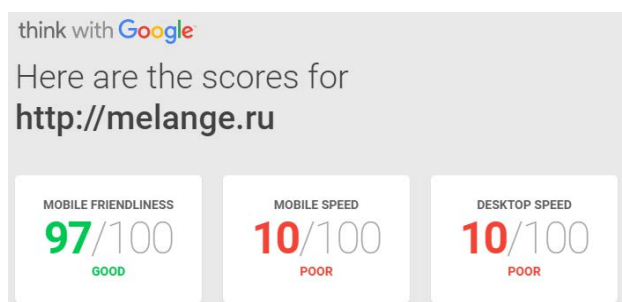 think with Google
Here are the scores for
http://melange.ru
MOBILE FRIENDLINESS
97/100
GOOD
MOBILE SPEED
10/100
POOR
DESKTOP SPEED
10/100
POOR